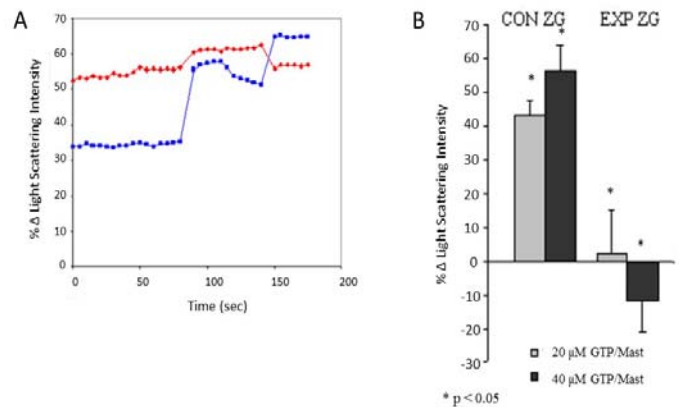 A
% Δ Light Scattering Intensity
70
60
50
40
30
20
10
0
0 50 100 150 200
Time (sec)
B
CON ZG EXP ZG
% Δ Light Scattering Intensity
70
60
50
40
30
20
10
0
-10
-20
-30
* *
* *
20 µM GTP/Mast
40 µM GTP/Mast
* p < 0.05